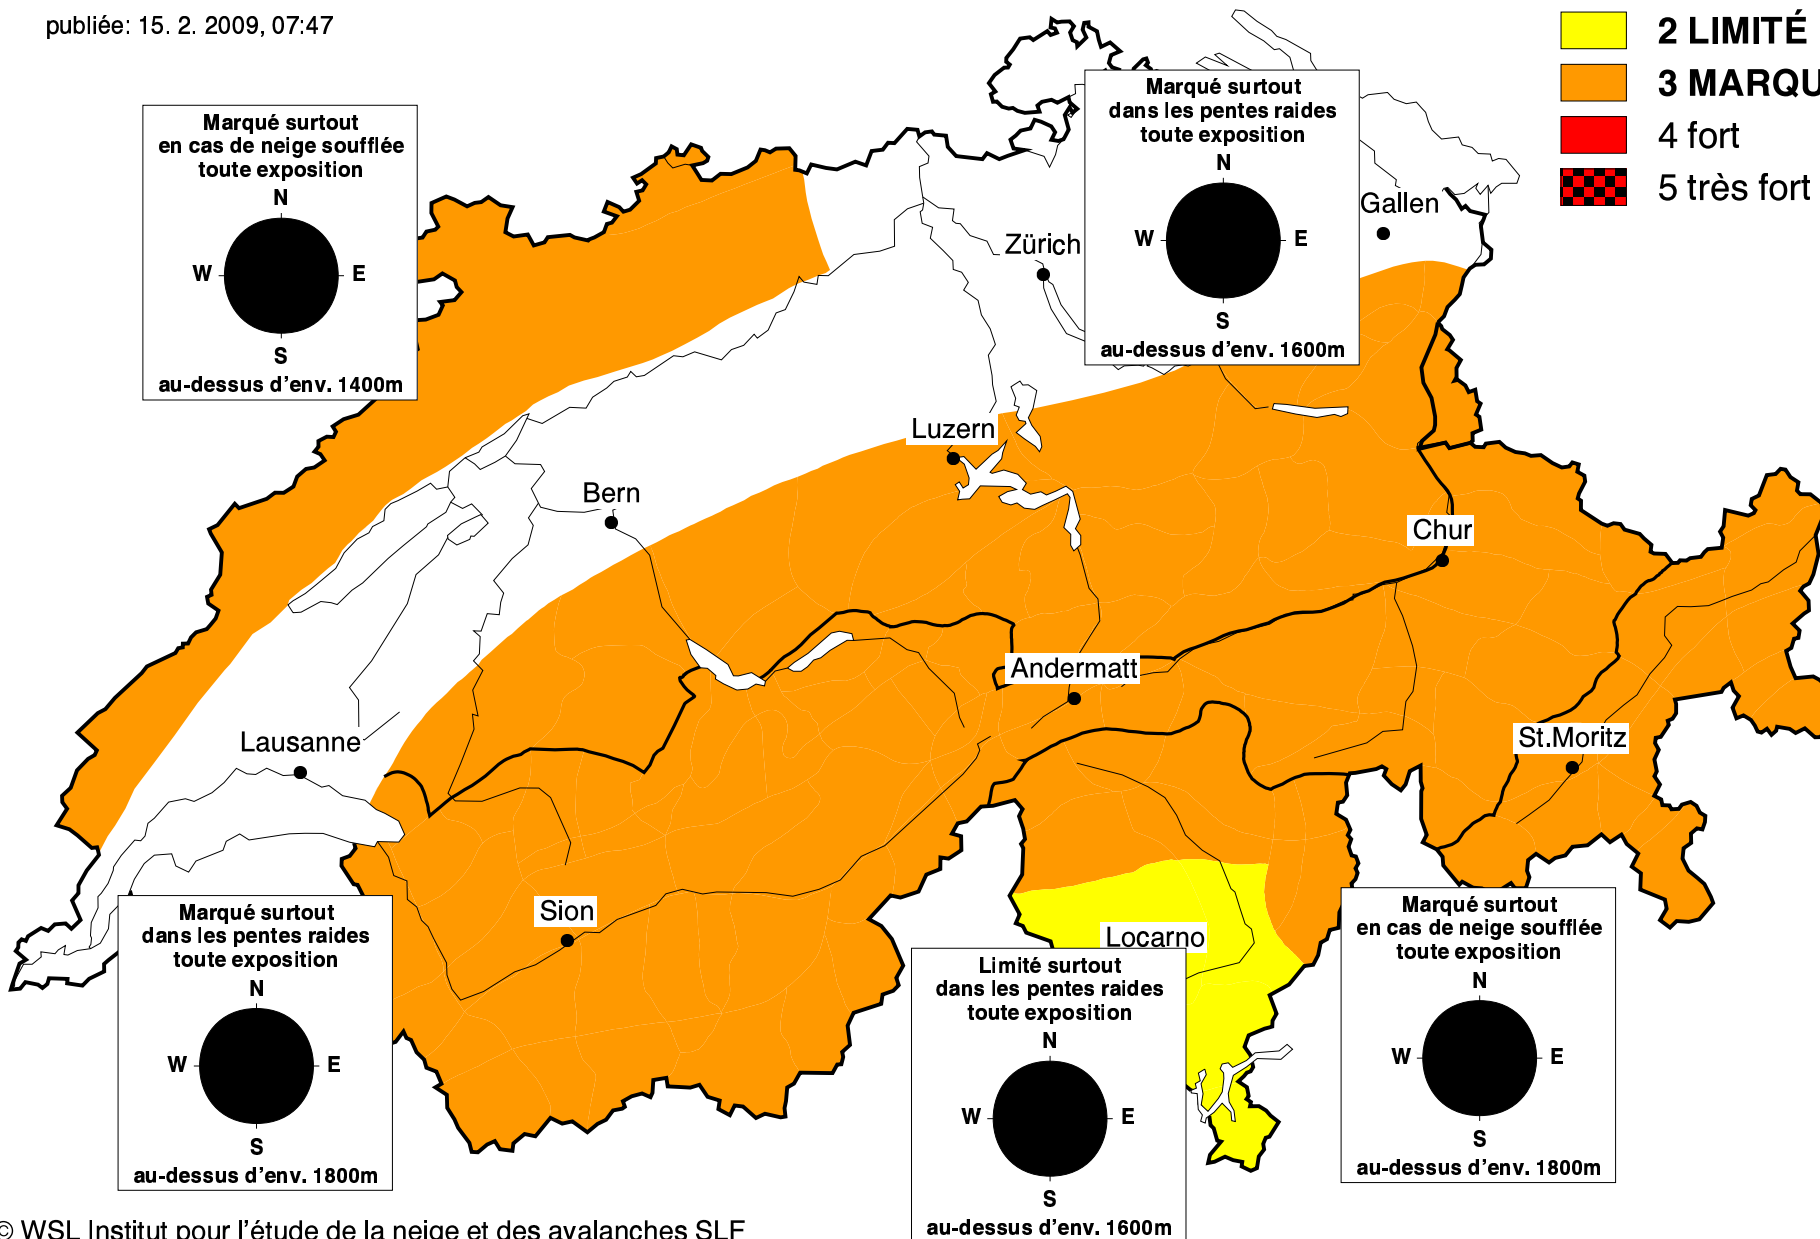 publiée: 15. 2. 2009, 07:47
2 LIMITÉ
3 MARQU
4 fort
5 très fort
Marqué surtout
en cas de neige soufflée
toute exposition
N
W E
S
au-dessus d'env. 1400m
Marqué surtout
dans les pentes raides
toute exposition
N
W E
S
au-dessus d'env. 1600m
Gallen
Zürich
Luzern
Bern
Chur
Andermatt
St.Moritz
Lausanne
Sion
Locarno
Marqué surtout
dans les pentes raides
toute exposition
N
W E
S
au-dessus d'env. 1800m
Limité surtout
dans les pentes raides
toute exposition
N
W E
S
au-dessus d'env. 1600m
Marqué surtout
en cas de neige soufflée
toute exposition
N
W E
S
au-dessus d'env. 1800m
© WSL Institut pour l'étude de la neige et des avalanches SLF